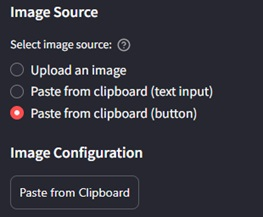 Image Source
Select image source:
Upload an image
Paste from clipboard (text input)
Paste from clipboard (button)
Image Configuration
Paste from Clipboard